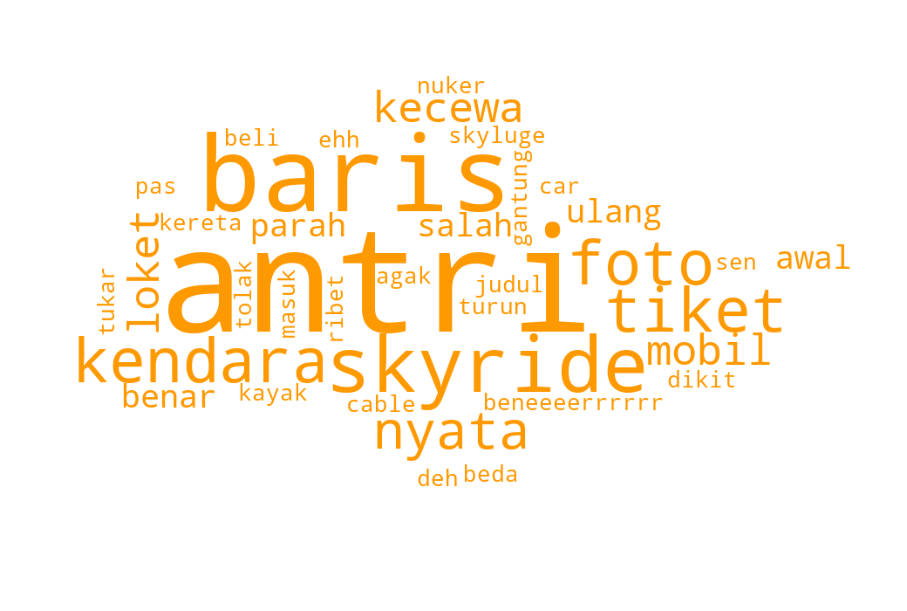 nuker
kecewa
beli
ehh
skyluge
baris
gantung
pas
car
kereta
parah
salah
ulang
loket
antri
foto
sen
awal
tukar
tolak
masuk
ribet
agak
judul
turun
tiket
kendara
skyride
mobil
dikit
benar
kayak
cable
beneeeerrrrrr
nyata
deh
beda